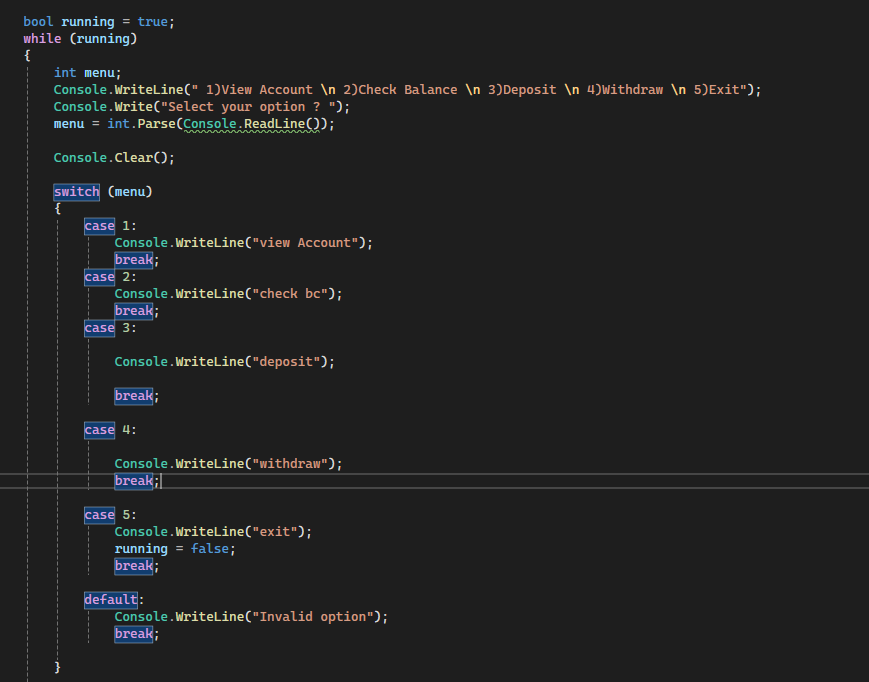 bool running = true;
while (running)
{
int menu;
Console.WriteLine(" 1)View Account \n 2)Check Balance \n 3)Deposit \n 4)Withdraw \n 5)Exit");
Console.Write("Select your option ? ");
menu = int.Parse(Console.ReadLine());
Console.Clear();
switch (menu)
{
case 1:
Console.WriteLine("view Account");
break;
case 2:
Console.WriteLine("check bc");
break;
case 3:
Console.WriteLine("deposit");
break;
case 4:
Console.WriteLine("withdraw");
break;
case 5:
Console.WriteLine("exit");
running = false;
break;
default:
Console.WriteLine("Invalid option");
break;
}